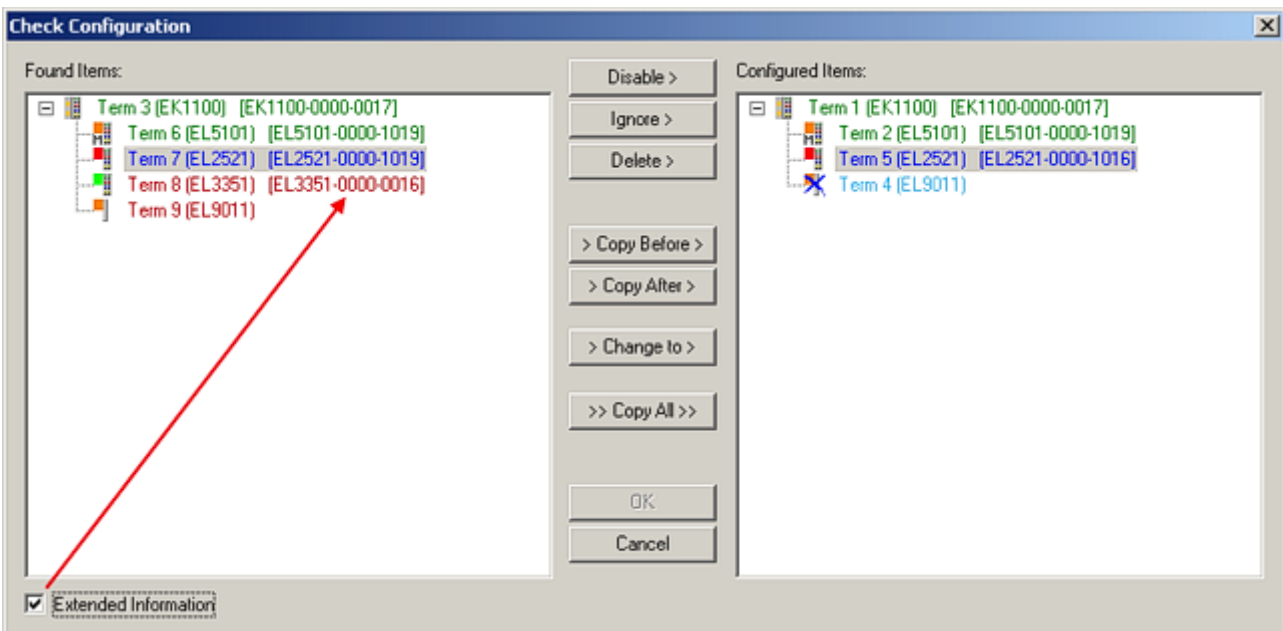 Check Configuration
Found Items:
Term 3 (EK1100) [EK1100-0000-0017]
Term 6 (EL5101) [EL5101-0000-1019]
Term 7 (EL2521) [EL2521-0000-1019]
Term 8 (EL3351) [EL3351-0000-0016]
Term 9 (EL9011)
Disable >
Ignore >
Delete >
> Copy Before >
> Copy After >
> Change to >
>> Copy All >>
OK
Cancel
Configured Items:
Term 1 (EK1100) [EK1100-0000-0017]
Term 2 (EL5101) [EL5101-0000-1019]
Term 5 (EL2521) [EL2521-0000-1016]
Term 4 (EL9011)
Extended Information